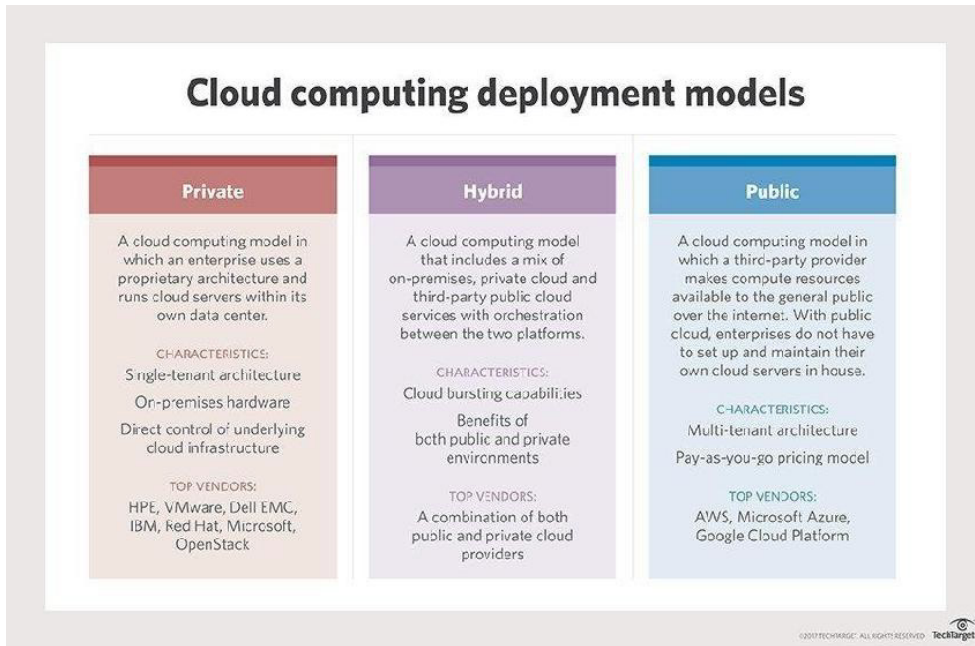 Cloud computing deployment models
Private
A cloud computing model in
which an enterprise uses a
proprietary architecture and
runs cloud servers within its
own data center.
CHARACTERISTICS:
Single-tenant architecture
On-premises hardware
Direct control of underlying
cloud infrastructure
TOP VENDORS:
HPE, VMware, Dell EMC,
IBM, Red Hat, Microsoft,
OpenStack
Hybrid
A cloud computing model
that includes a mix of
on-premises, private cloud and
third-party public cloud
services with orchestration
between the two platforms.
CHARACTERISTICS:
Cloud bursting capabilities
Benefits of
both public and private
environments
TOP VENDORS:
A combination of both
public and private cloud
providers
Public
A cloud computing model in
which a third-party provider
makes compute resources
available to the general public
over the internet. With public
cloud, enterprises do not have
to set up and maintain their
own cloud servers in house.
CHARACTERISTICS:
Multi-tenant architecture
Pay-as-you-go pricing model
TOP VENDORS:
AWS, Microsoft Azure,
Google Cloud Platform
©2017 TECHTARGET. ALL RIGHTS RESERVED TechTarget